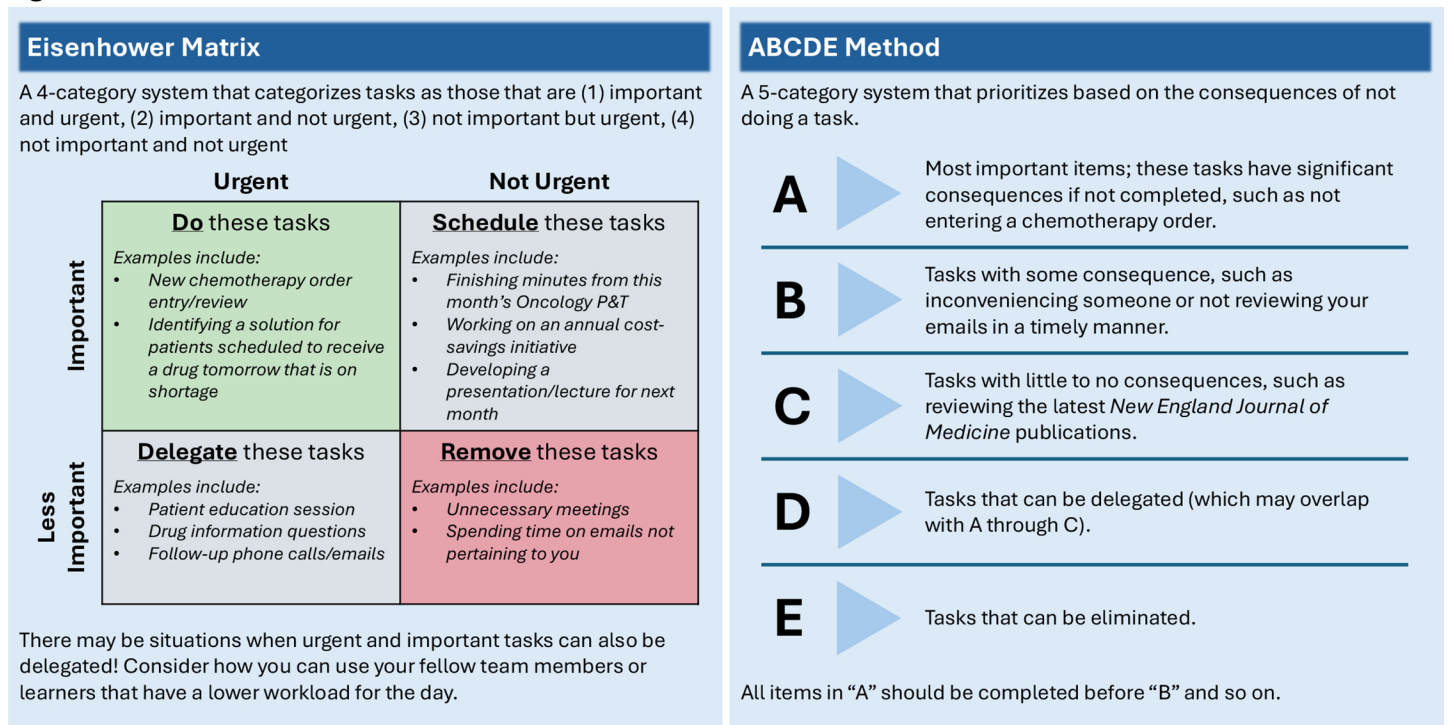 Eisenhower Matrix
A 4-category system that categorizes tasks as those that are (1) important
and urgent, (2) important and not urgent, (3) not important but urgent, (4)
not important and not urgent
Urgent
Not Urgent
Important
Do these tasks
Examples include:
• New chemotherapy order
entry/review
• Identifying a solution for
patients scheduled to receive
a drug tomorrow that is on
shortage
Schedule these tasks
Examples include:
• Finishing minutes from this
month's Oncology P&T
• Working on an annual cost-
savings initiative
• Developing a
presentation/lecture for next
month
Less
Important
Delegate these tasks
Examples include:
• Patient education session
• Drug information questions
• Follow-up phone calls/emails
Remove these tasks
Examples include:
• Unnecessary meetings
• Spending time on emails not
pertaining to you
There may be situations when urgent and important tasks can also be
delegated! Consider how you can use your fellow team members or
learners that have a lower workload for the day.
ABCDE Method
A 5-category system that prioritizes based on the consequences of not
doing a task.
A
Most important items; these tasks have significant
consequences if not completed, such as not
entering a chemotherapy order.
B
Tasks with some consequence, such as
inconveniencing someone or not reviewing your
emails in a timely manner.
C
Tasks with little to no consequences, such as
reviewing the latest New England Journal of
Medicine publications.
D
Tasks that can be delegated (which may overlap
with A through C).
E
Tasks that can be eliminated.
All items in “A” should be completed before “B” and so on.